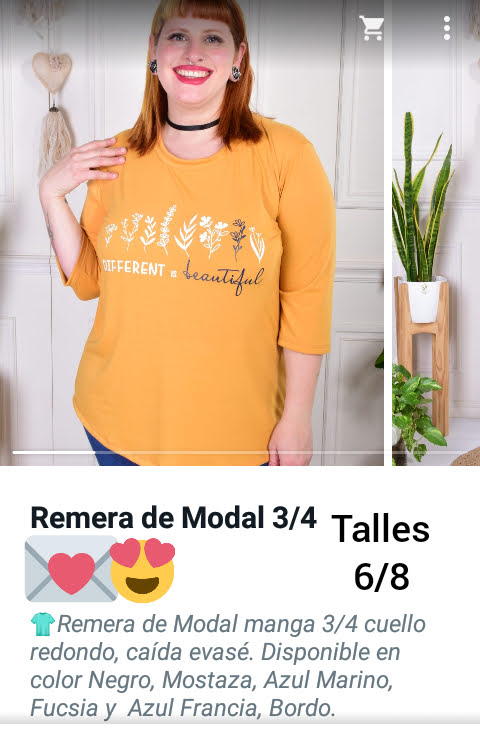 DIFFERENT is beautiful
Remera de Modal 3/4
Talles
6/8
Remera de Modal manga 3/4 cuello
redondo, caída evasé. Disponible en
color Negro, Mostaza, Azul Marino,
Fucsia y Azul Francia, Bordo.